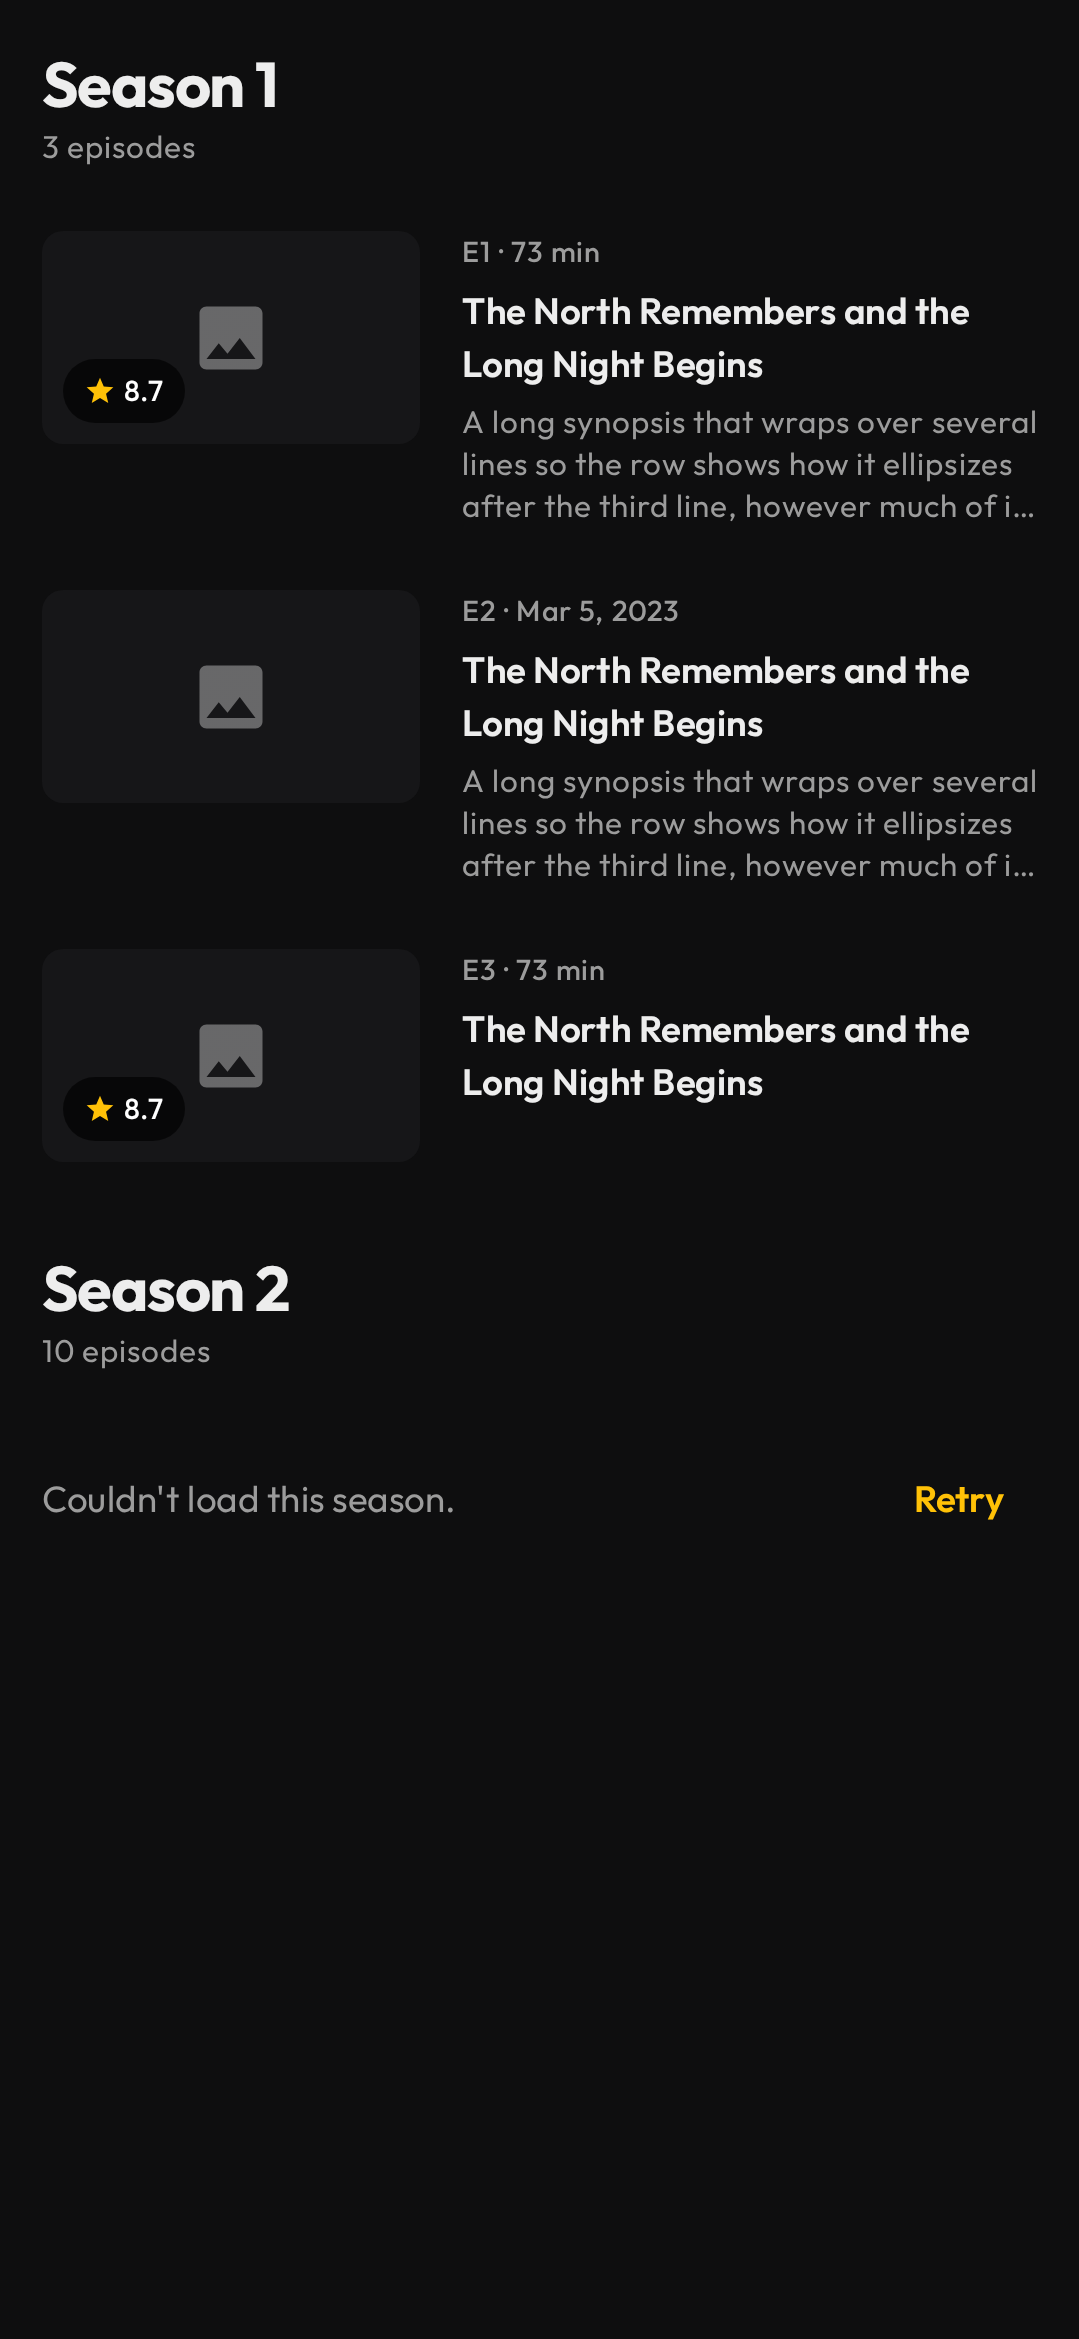 Season 1
3 episodes
E1 · 73 min
The North Remembers and the
Long Night Begins
A long synopsis that wraps over several
lines so the row shows how it ellipsizes
after the third line, however much of i...
8.7
E2 · Mar 5, 2023
The North Remembers and the
Long Night Begins
A long synopsis that wraps over several
lines so the row shows how it ellipsizes
after the third line, however much of i...
E3 · 73 min
The North Remembers and the
Long Night Begins
8.7
Season 2
10 episodes
Couldn't load this season.
Retry